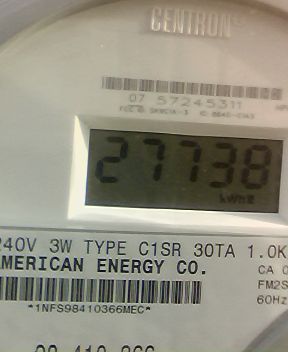 CENTRON
07 57245311
27738
kWh
240V 3W TYPE C1SR 30TA 1.0K
AMERICAN ENERGY CO.
CA 0
FM2S
60Hz
*1NFS98410366MEC*